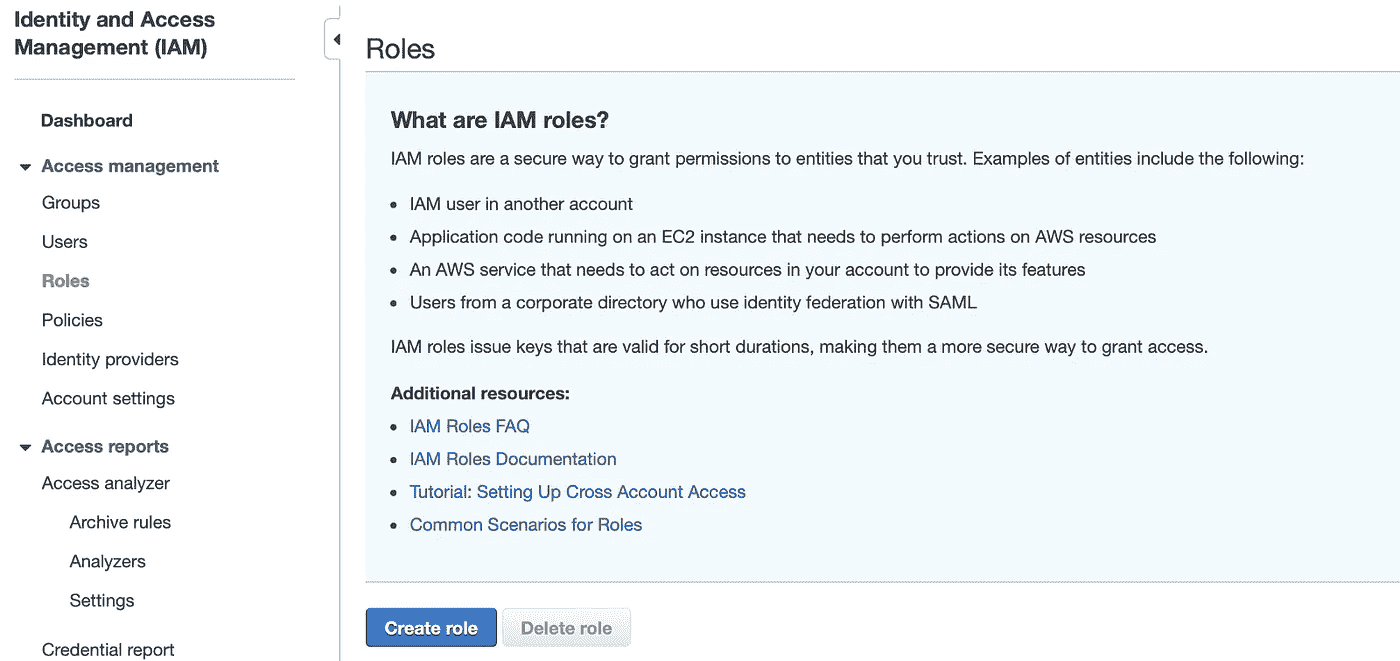 Identity and Access
Management (IAM)
Dashboard
Access management
Groups
Users
Roles
Policies
Identity providers
Account settings
Access reports
Access analyzer
Archive rules
Analyzers
Settings
Credential report
Roles
What are IAM roles?
IAM roles are a secure way to grant permissions to entities that you trust. Examples of entities include the following:
IAM user in another account
Application code running on an EC2 instance that needs to perform actions on AWS resources
An AWS service that needs to act on resources in your account to provide its features
Users from a corporate directory who use identity federation with SAML
IAM roles issue keys that are valid for short durations, making them a more secure way to grant access.
Additional resources:
IAM Roles FAQ
IAM Roles Documentation
Tutorial: Setting Up Cross Account Access
Common Scenarios for Roles
Create role
Delete role